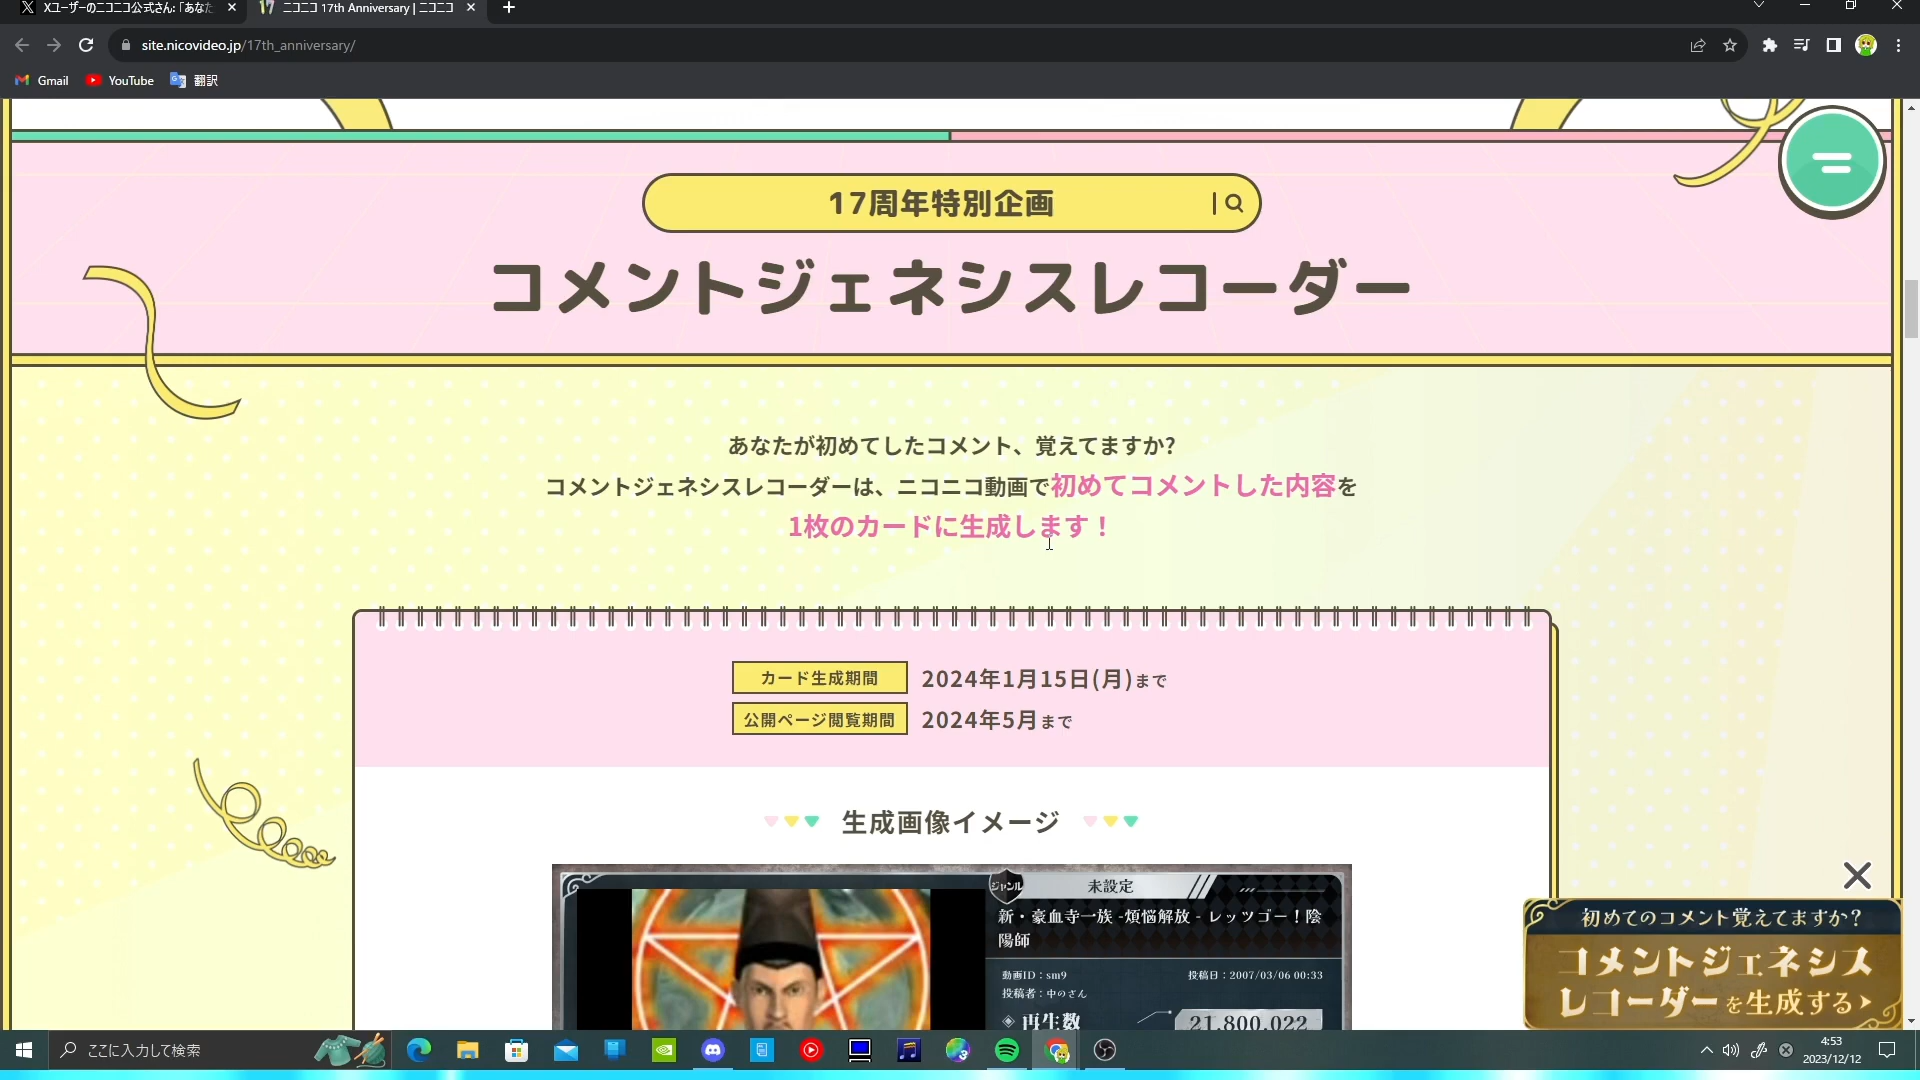 Xユーザーのニコニコ公式さん:「あなた
ニコニコ 17th Anniversary | ニコニコ
site.nicovideo.jp/17th_anniversary/
Gmail
YouTube
翻訳
17周年特別企画
コメントジェネシスレコーダー
あなたが初めてしたコメント、覚えてますか?
コメントジェネシスレコーダーは、ニコニコ動画で初めてコメントした内容を
1枚のカードに生成します！
カード生成期間 2024年1月15日(月)まで
公開ページ閲覧期間 2024年5月まで
生成画像イメージ
ジャンル 未設定
新・豪血寺一族 -煩悩解放 - レッツゴー！陰
陽師
動画ID：sm9 投稿日：2007/03/06 00:33
投稿者：中のさん
再生数 21,800,022
初めてのコメント覚えてますか？
コメントジェネシス
レコーダーを生成する
ここに入力して検索
4:53
2023/12/12